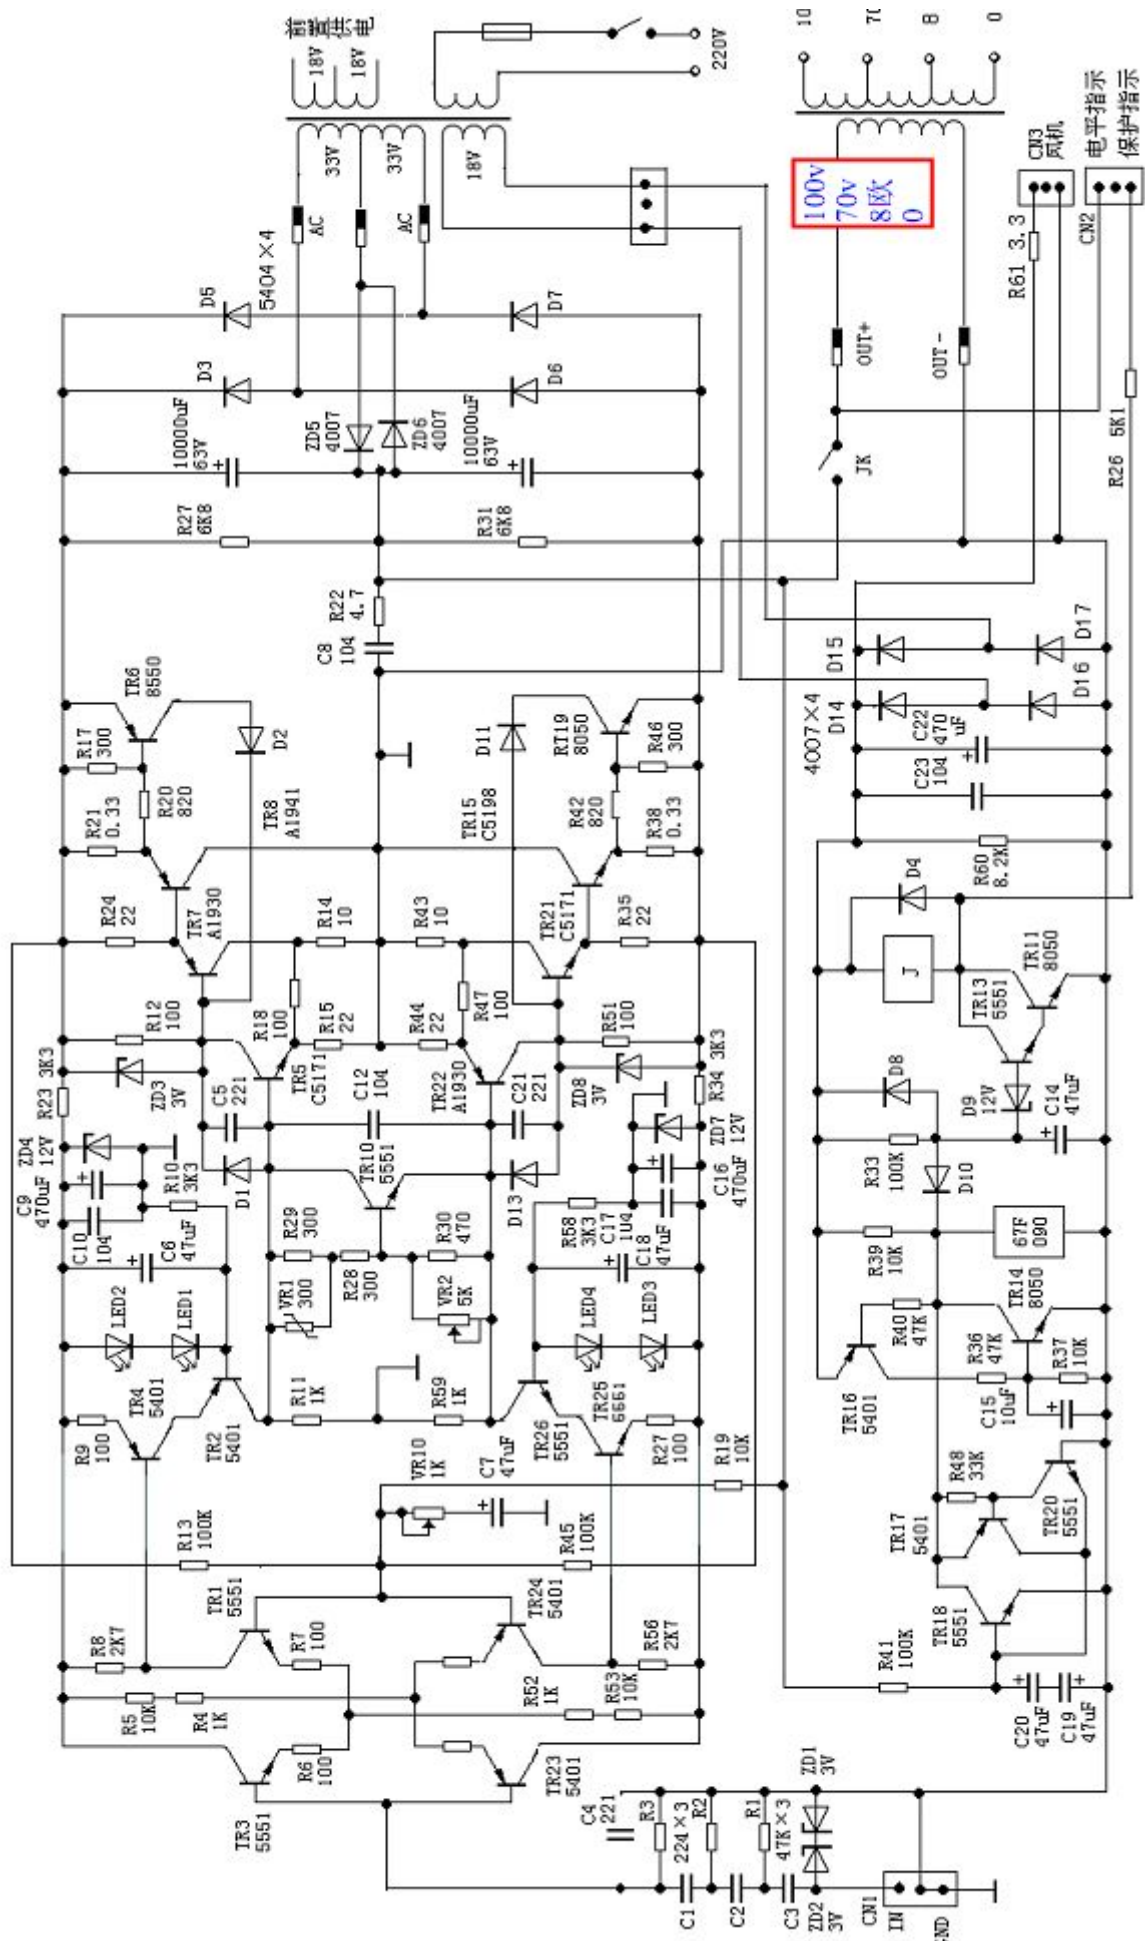 前置供电
18V
18V
220V
10
70
8
0
33V
33V
18V
AC
AC
5404×4
100v
70v
8欧
0
CN3
风机
电平指示
保护指示
CN2
R61 3.3
D5
D7
D3
D6
10000uF
63V
ZD5
4007
ZD6
4007
10000uF
63V
OUT+
OUT-
JK
R26 5K1
R27
6K8
R31
6K8
R22
4.7
C8
104
TR6
8550
R17
300
D2
D11
RT19
8050
R46
300
D15
D17
D14
D16
4007×4
C22
470
uF
C23
104
R21
0.33
R20
820
TR8
A1941
TR15
C5198
R42
820
R38
0.33
R60
8.2K
D4
R24
22
TR7
A1930
R14
10
R43
10
TR21
C5171
R35
22
J
TR11
8050
TR13
5551
R12
100
R18
100
R15
22
R44
22
R47
100
R51
100
R23 3K3
ZD3
3V
C5
221
TR5
C5171
C12
104
TR22
A1930
C21
221
ZD8
3V
R34 3K3
D8
D9
12V
C14
47uF
ZD4
12V
C9
470uF
C10
104
R10
3K3
C6
47uF
D1
TR10
5551
D13
ZD7
12V
C16
470uF
R33
100K
D10
R29
300
R28
300
R30
470
R58
3K3
C17
104
C18
47uF
VR1
300
VR2
5K
R39
10K
67F
090
LED2
LED1
LED4
LED3
R40
47K
TR14
8050
TR16
5401
R36
47K
R37
10K
C15
10uF
R9
100
TR4
5401
TR2
5401
R11
1K
R59
1K
TR26
5551
TR25
6661
R27
100
R19
10K
VR10
1K
C7
47uF
R48
33K
TR17
5401
TR20
5551
R13
100K
R45
100K
TR1
5551
TR24
5401
TR18
5551
R8
2K7
R7
100
R56
2K7
R41
100K
R5
10K
R4
1K
R52
1K
R53
10K
C20
47uF
C19
47uF
R6
100
TR3
5551
TR23
5401
C4
221
R3
R2
R1
224×3
47K×3
ZD1
3V
C1
C2
C3
ZD2
3V
CN1
IN
GND